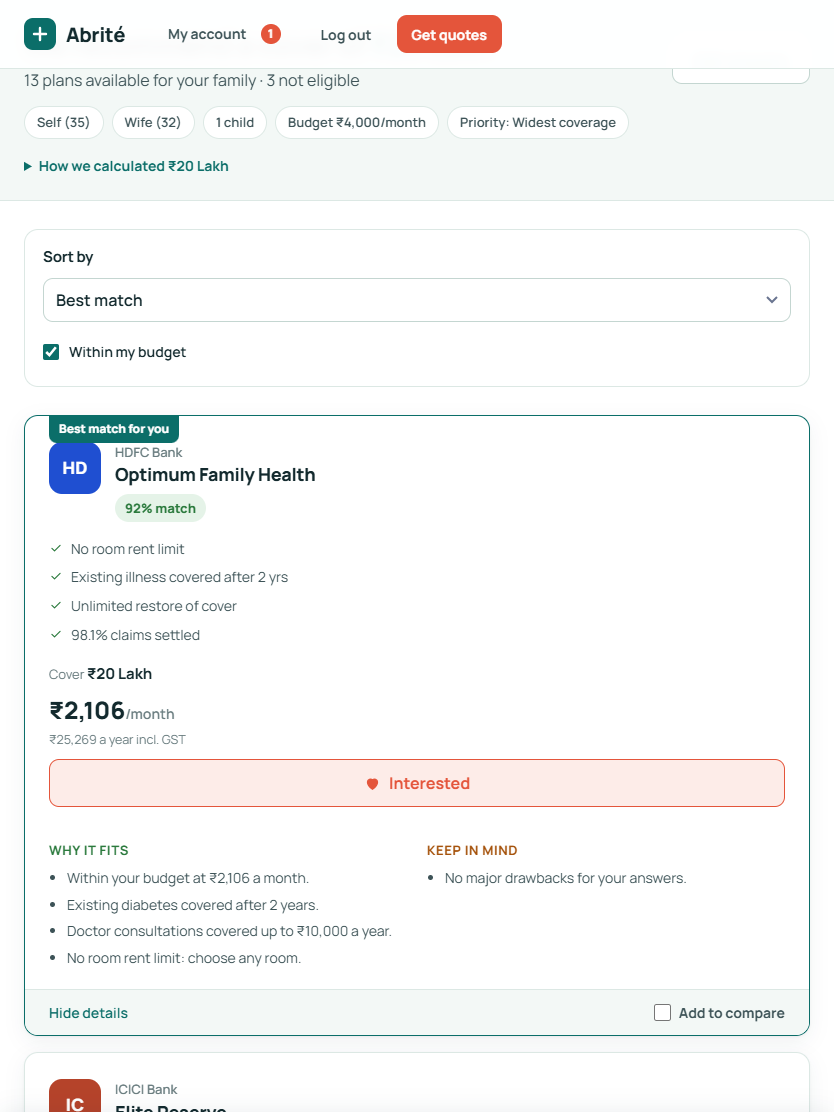 Abrité
My account 1
Log out
Get quotes
13 plans available for your family · 3 not eligible
Self (35)
Wife (32)
1 child
Budget ₹4,000/month
Priority: Widest coverage
How we calculated ₹20 Lakh
Sort by
Best match
Within my budget
Best match for you
HD
HDFC Bank
Optimum Family Health
92% match
No room rent limit
Existing illness covered after 2 yrs
Unlimited restore of cover
98.1% claims settled
Cover ₹20 Lakh
₹2,106/month
₹25,269 a year incl. GST
Interested
WHY IT FITS
Within your budget at ₹2,106 a month.
Existing diabetes covered after 2 years.
Doctor consultations covered up to ₹10,000 a year.
No room rent limit: choose any room.
KEEP IN MIND
No major drawbacks for your answers.
Hide details
Add to compare
IC
ICICI Bank
Elite Reserve